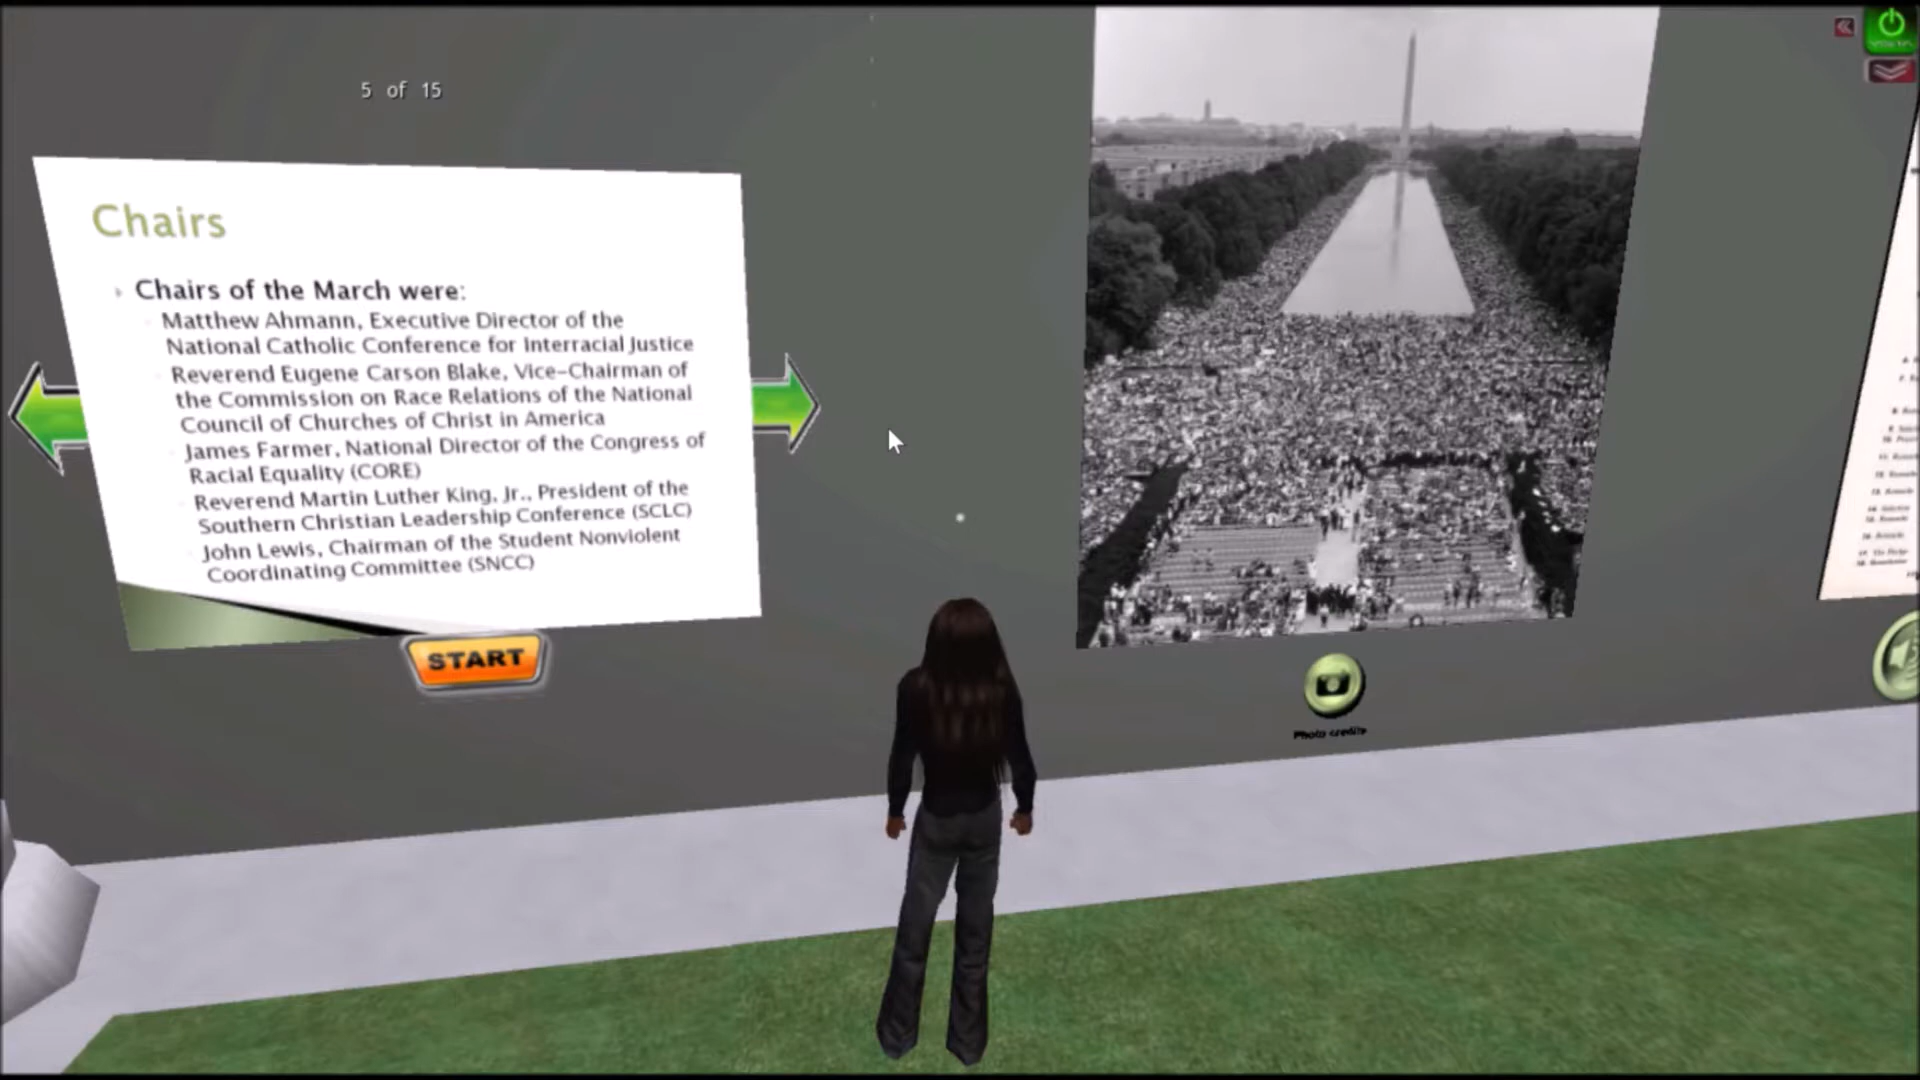 5 of 15
Chairs
Chairs of the March were:
Matthew Ahmann, Executive Director of the
National Catholic Conference for Interracial Justice
Reverend Eugene Carson Blake, Vice-Chairman of
the Commission on Race Relations of the National
Council of Churches of Christ in America
James Farmer, National Director of the Congress of
Racial Equality (CORE)
Reverend Martin Luther King, Jr., President of the
Southern Christian Leadership Conference (SCLC)
John Lewis, Chairman of the Student Nonviolent
Coordinating Committee (SNCC)
START
Photo credits